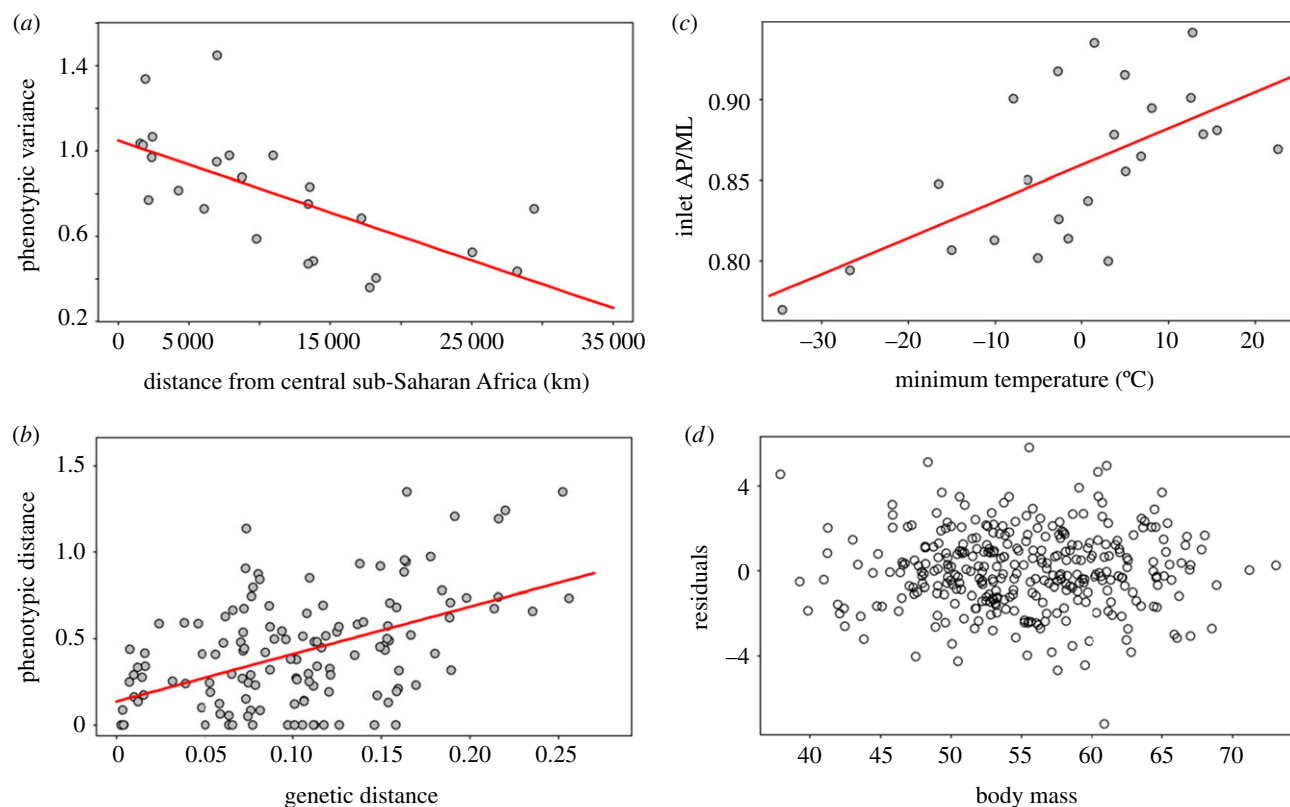 (a)
phenotypic variance
1.4
1.0
0.6
0.2
0 5 000 15 000 25 000 35 000
distance from central sub-Saharan Africa (km)
(b)
phenotypic distance
1.5
1.0
0.5
0
0 0.05 0.10 0.15 0.20 0.25
genetic distance
(c)
inlet AP/ML
0.90
0.85
0.80
–30 –20 –10 0 10 20
minimum temperature (ºC)
(d)
residuals
4
0
–4
40 45 50 55 60 65 70
body mass